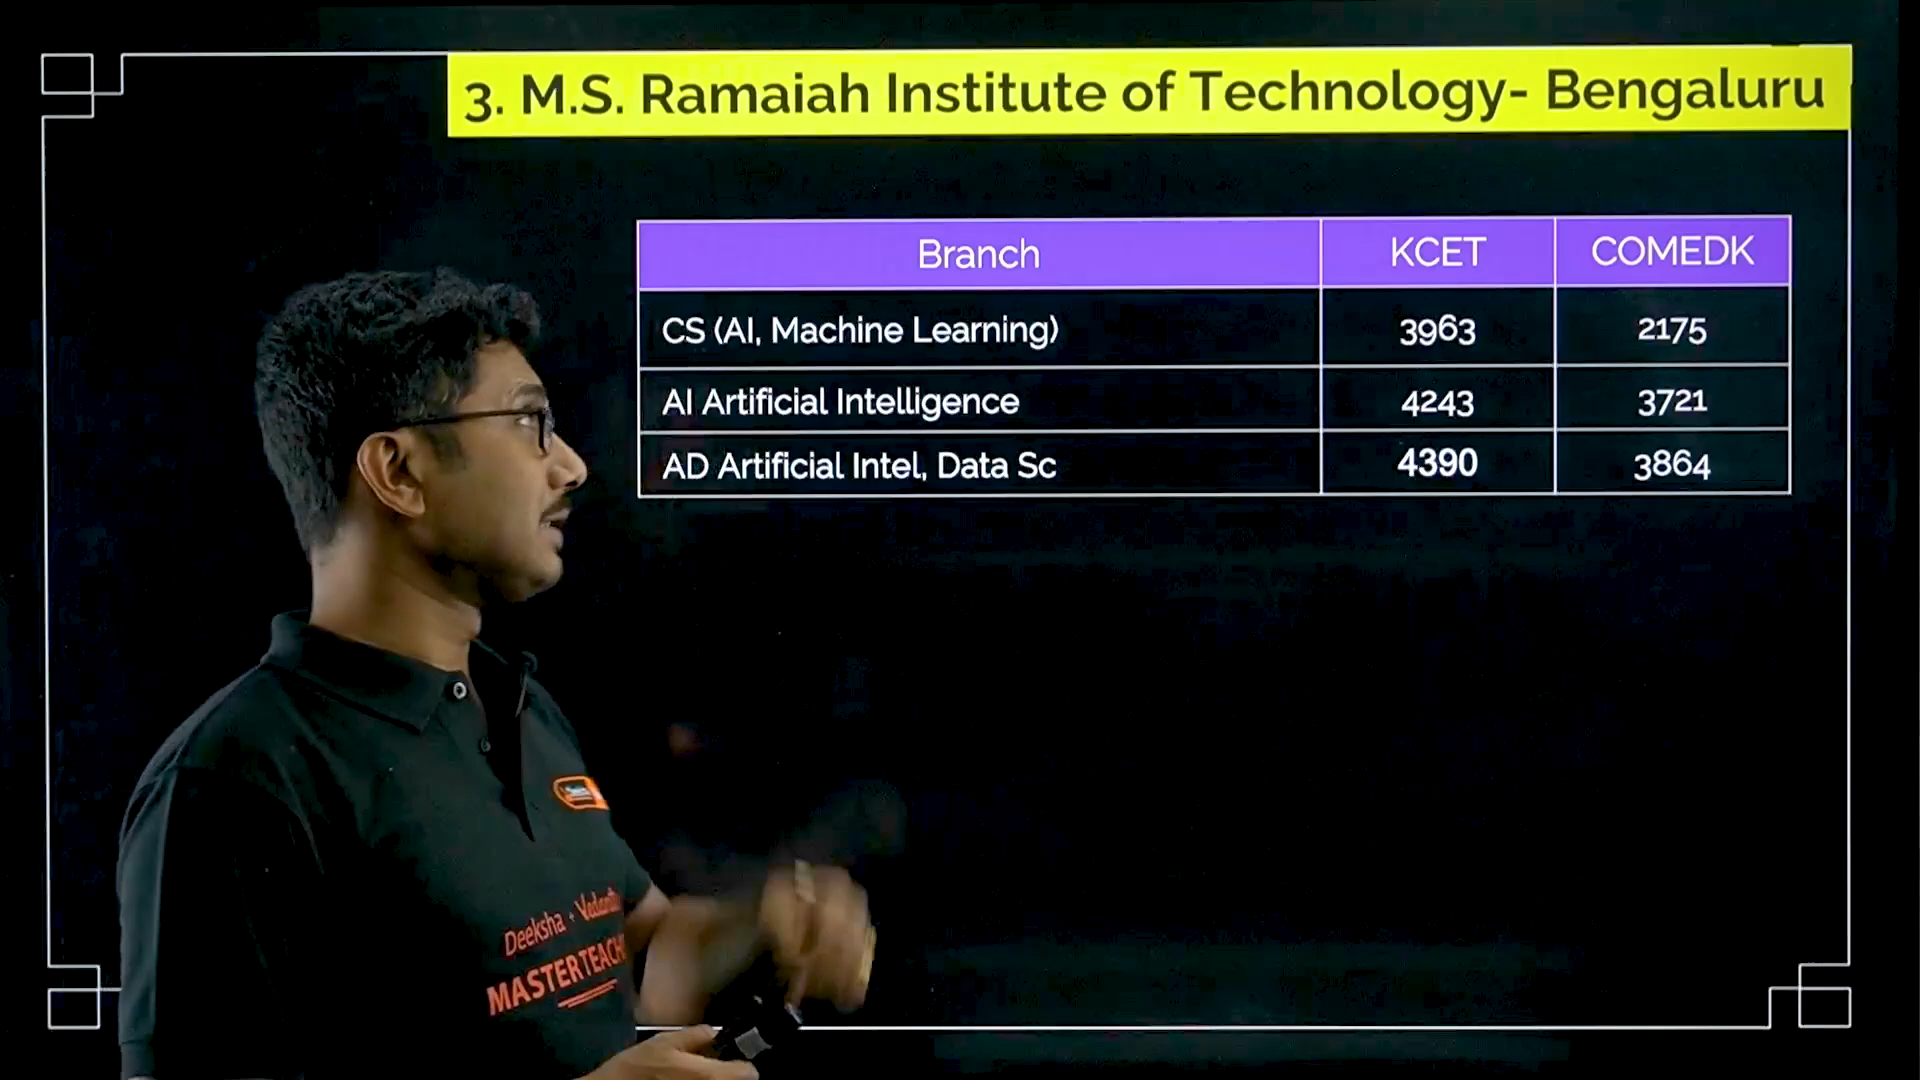 3. M.S. Ramaiah Institute of Technology- Bengaluru
Branch KCET COMEDK
CS (AI, Machine Learning) 3963 2175
AI Artificial Intelligence 4243 3721
AD Artificial Intel, Data Sc 4390 3864
Deeksha +
MASTER